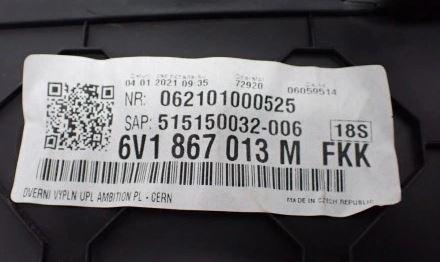 04 01 2021 09:35 72920 06059514
NR: 062101000525
SAP: 515150032-006 18S
6V1 867 013 M FKK
DVERNI VYPLN UPL AMBITION PL - CERN
MADE IN CZECH REPUBLIC